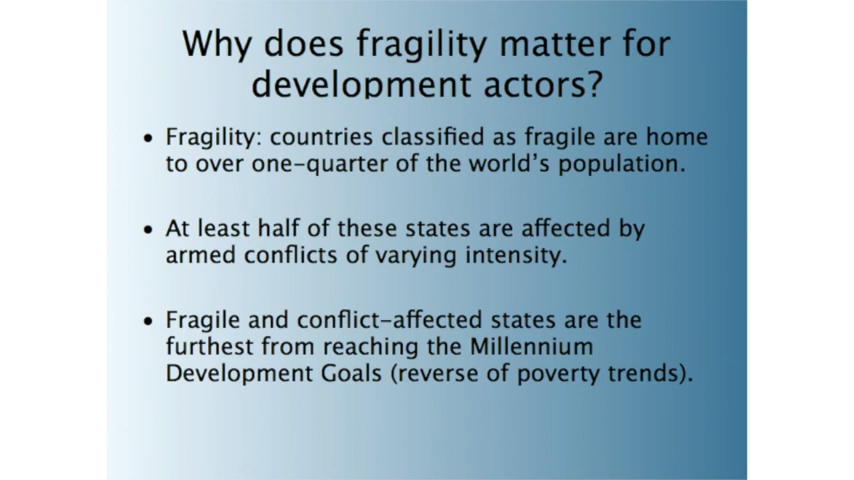 Why does fragility matter for
development actors?
• Fragility: countries classified as fragile are home
to over one-quarter of the world's population.
• At least half of these states are affected by
armed conflicts of varying intensity.
• Fragile and conflict-affected states are the
furthest from reaching the Millennium
Development Goals (reverse of poverty trends).